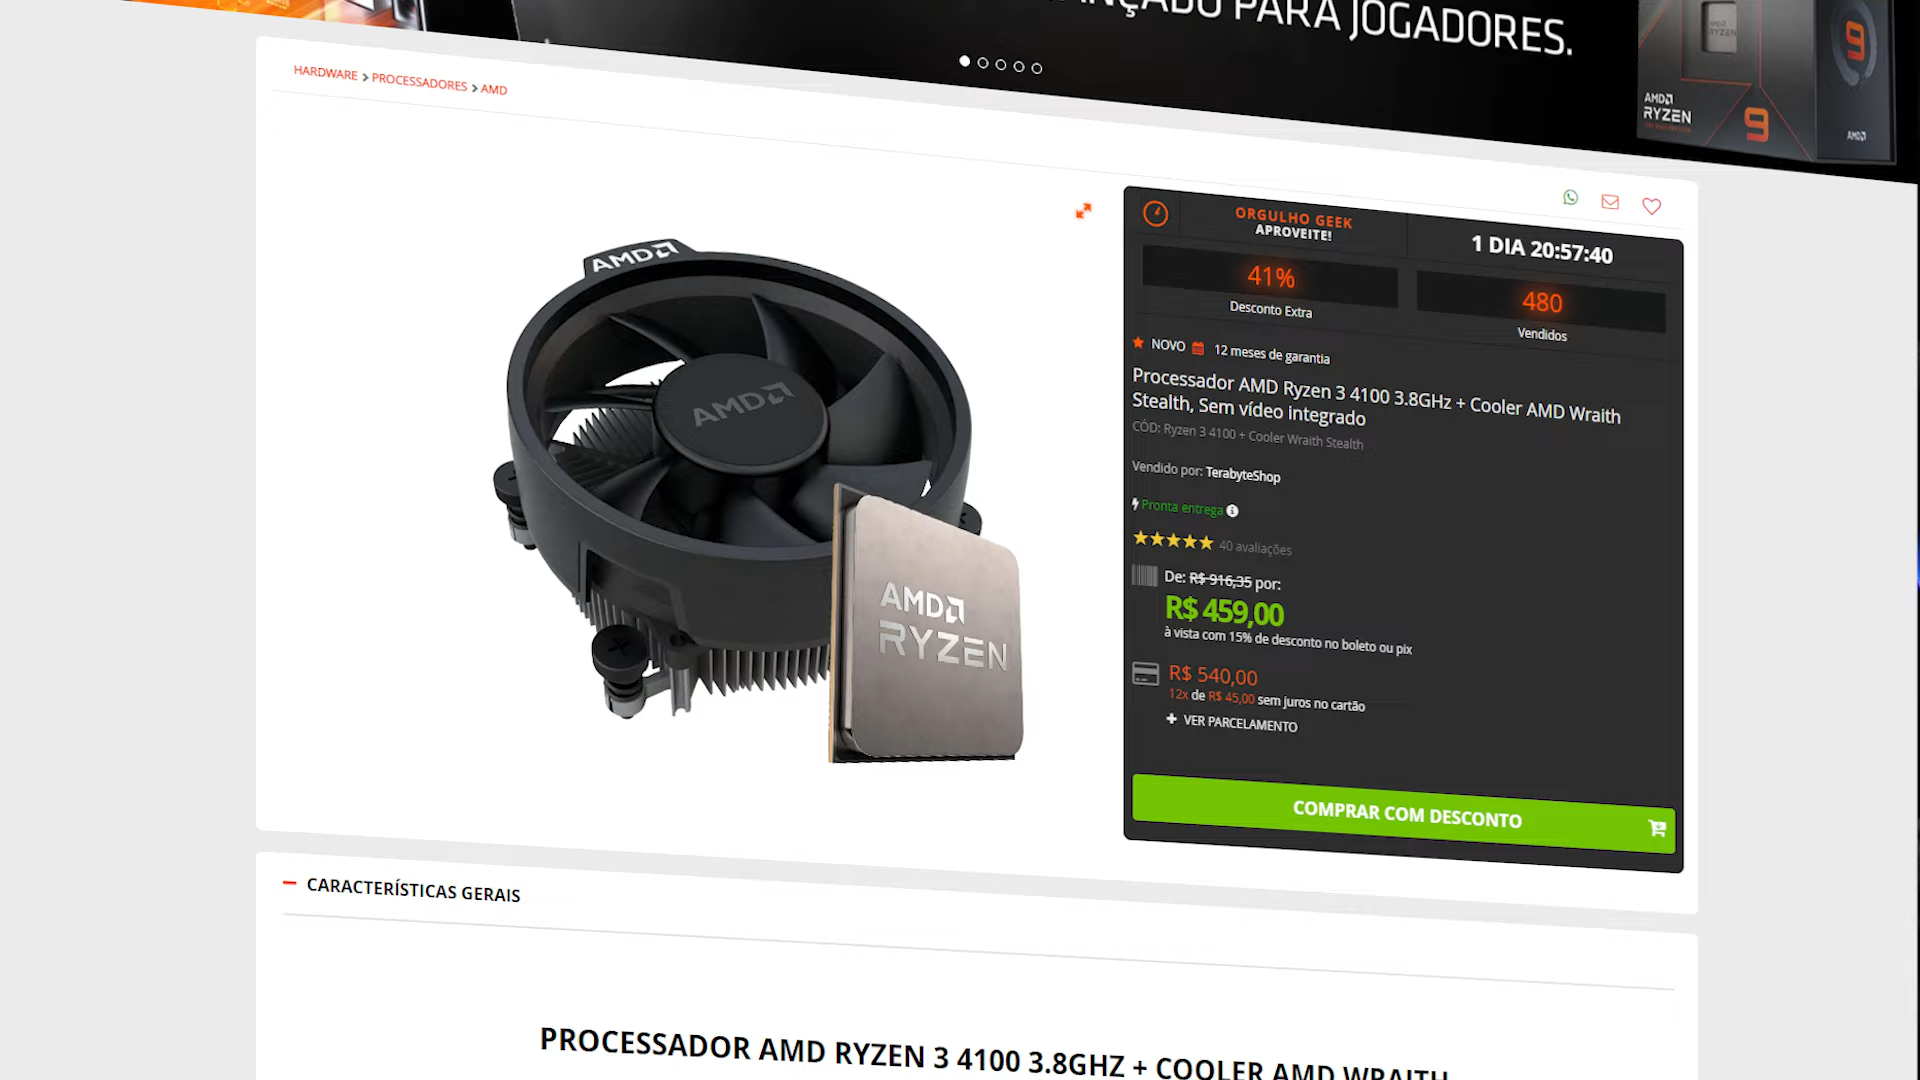 PARA JOGADORES.
HARDWARE > PROCESSADORES > AMD
AMD
RYZEN
9
9
AMD
AMD
AMD
AMD
RYZEN
ORGULHO GEEK
APROVEITE!
1 DIA 20:57:40
41%
Desconto Extra
480
Vendidos
NOVO 12 meses de garantia
Processador AMD Ryzen 3 4100 3.8GHz + Cooler AMD Wraith
Stealth, Sem vídeo integrado
CÓD: Ryzen 3 4100 + Cooler Wraith Stealth
Vendido por: TerabyteShop
Pronta entrega
40 avaliações
De: R$ 916,35 por:
R$ 459,00
à vista com 15% de desconto no boleto ou pix
R$ 540,00
12x de R$ 45,00 sem juros no cartão
+ VER PARCELAMENTO
COMPRAR COM DESCONTO
CARACTERÍSTICAS GERAIS
PROCESSADOR AMD RYZEN 3 4100 3.8GHZ + COOLER AMD WRAITH